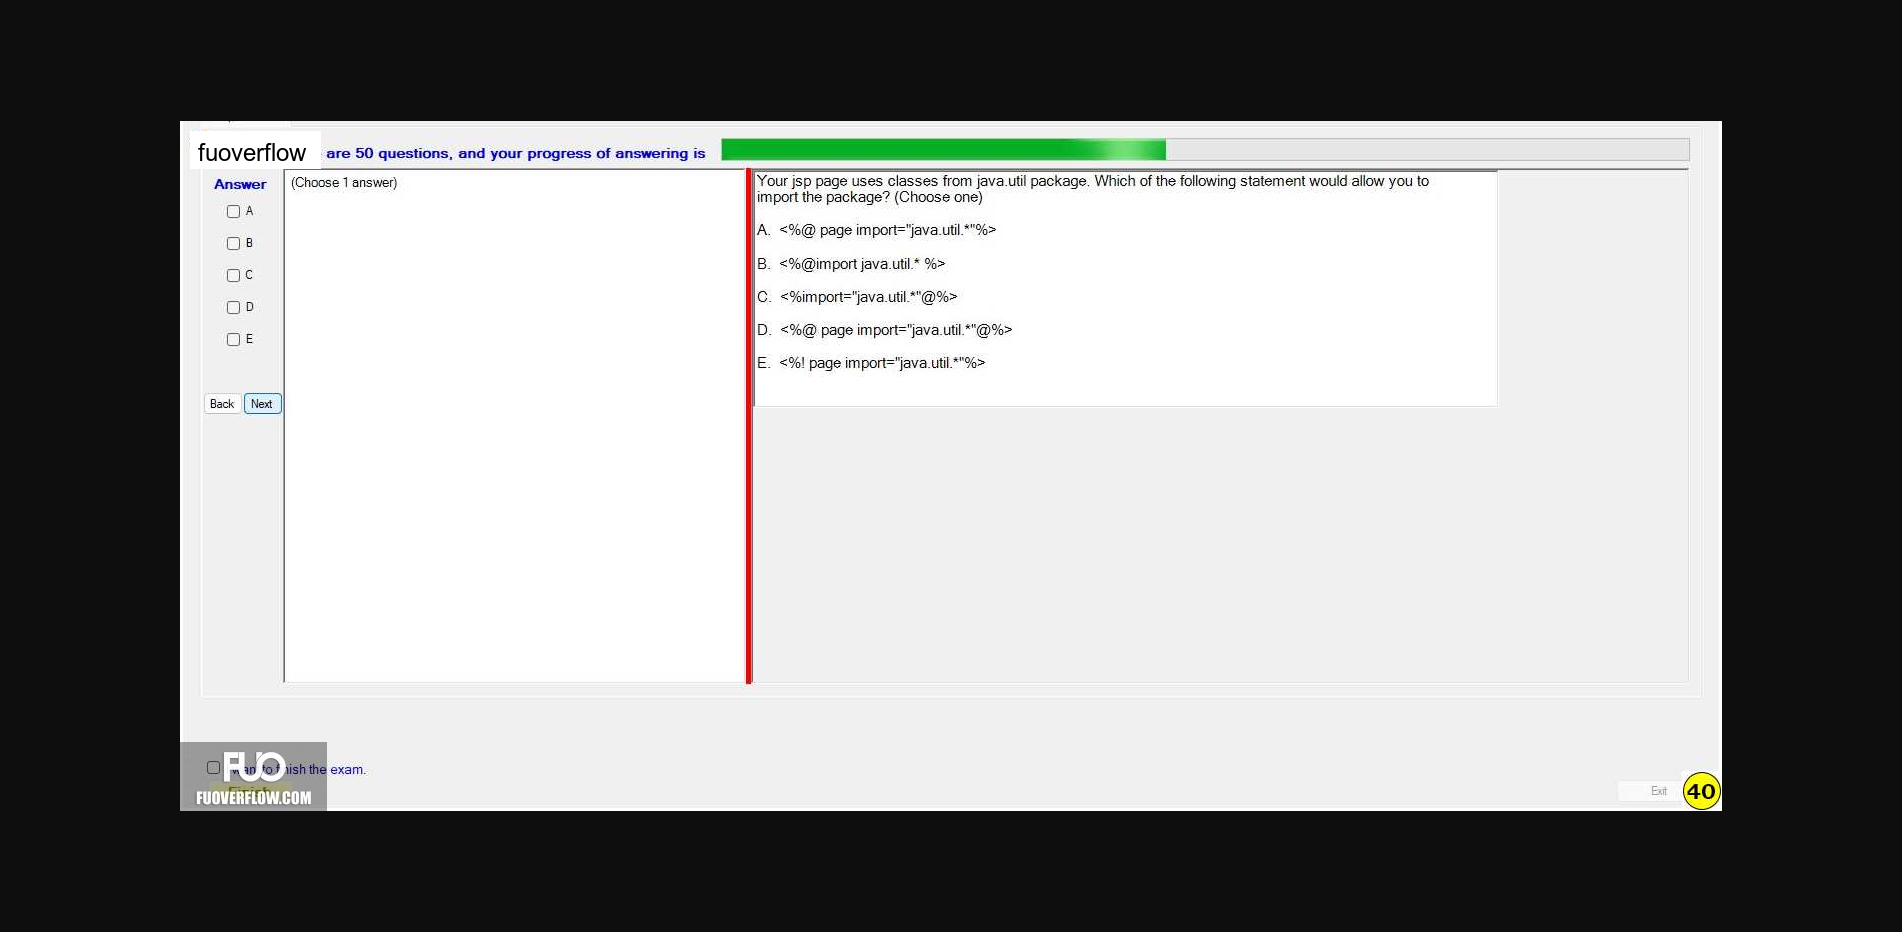 fuoverflow are 50 questions, and your progress of answering is
Answer
(Choose 1 answer)
A
B
C
D
E
Back Next
Your jsp page uses classes from java.util package. Which of the following statement would allow you to
import the package? (Choose one)
A. <%@ page import="java.util.*"%>
B. <%@import java.util.* %>
C. <%import="java.util.*"@%>
D. <%@ page import="java.util.*"@%>
E. <%! page import="java.util.*"%>
FUO
to finish the exam.
Finish
FUOVERFLOW.COM
Exit
40